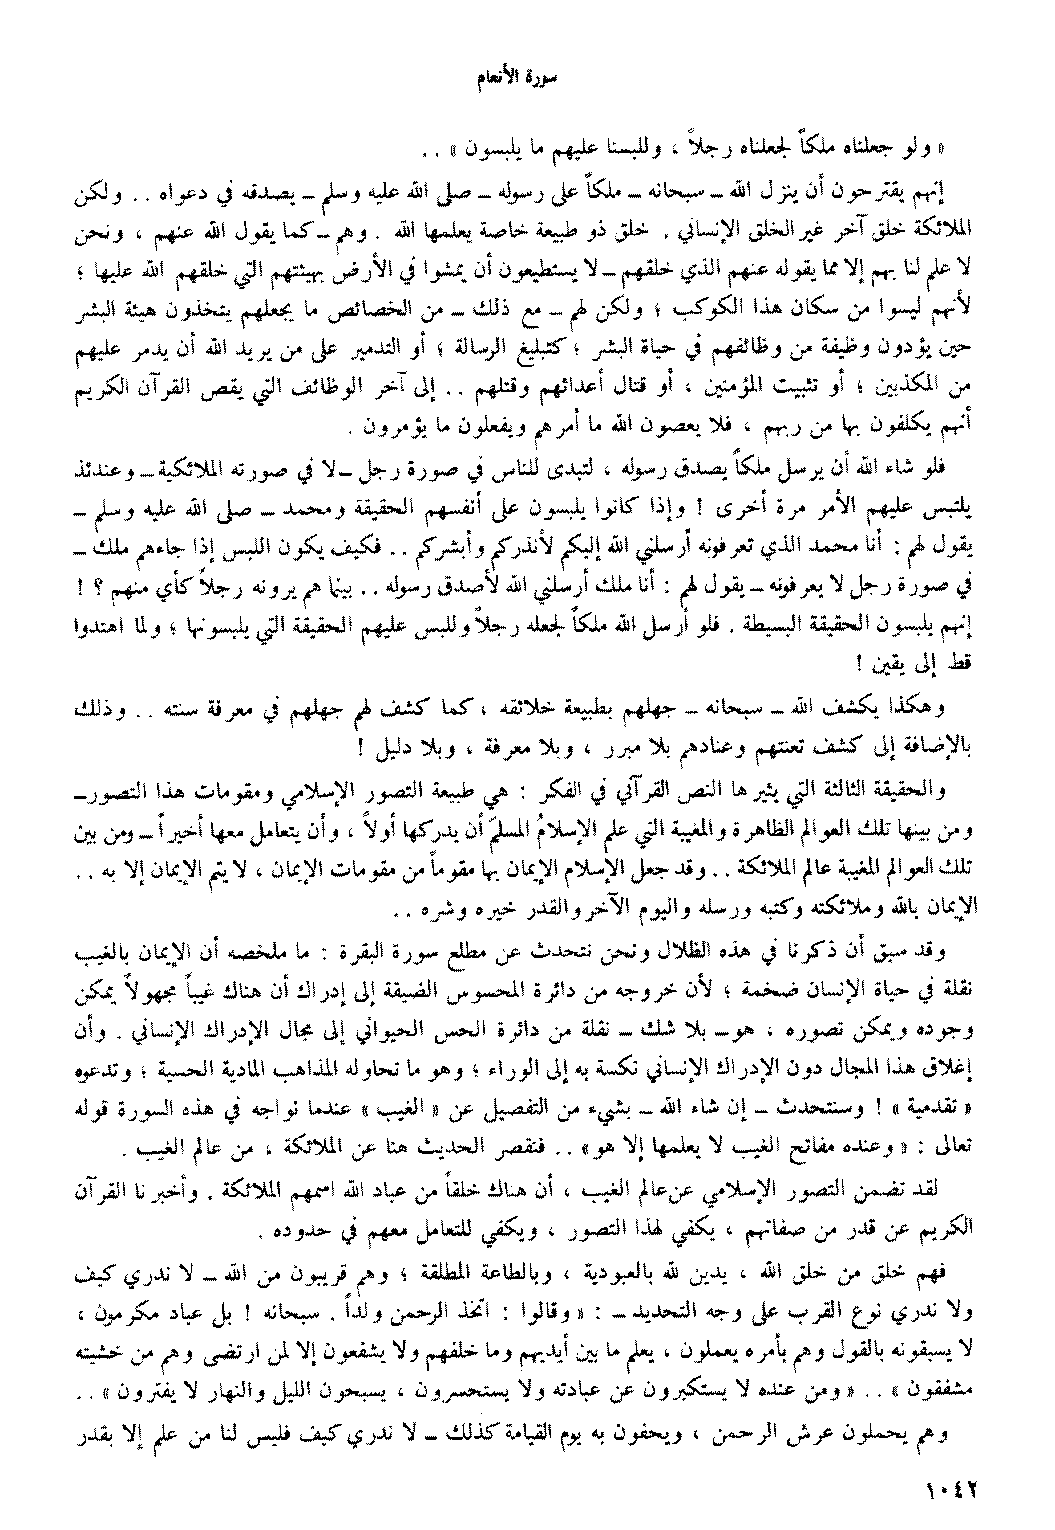 سورة الأنعام
« ولو جعلناه ملكاً لجعلناه رجلاً ، وللبسنا عليهم ما يلبسون » . .
إنهم يقترحون أن ينزل الله – سبحانه – ملكاً على رسوله – صلى الله عليه وسلم – يصدقه في دعواه . . ولكن
الملائكة خلق آخر غير الخلق الإنساني . خلق ذو طبيعة خاصة يعلمها الله . وهم – كما يقول الله عنهم ، ونحن
لا علم لنا بهم إلا مما يقوله عنهم الذي خلقهم – لا يستطيعون أن يمشوا في الأرض بهيئتهم التي خلقهم الله عليها ؛
لأنهم ليسوا من سكان هذا الكوكب ؛ ولكن لهم – مع ذلك – من الخصائص ما يجعلهم يتخذون هيئة البشر
حين يؤدون وظيفة من وظائفهم في حياة البشر ؛ كتبليغ الرسالة ؛ أو التدمير على من يريد الله أن يدمر عليهم
من المكذبين ؛ أو تثبيت المؤمنين ، أو قتال أعدائهم وقتلهم . . إلى آخر الوظائف التي يقص القرآن الكريم
أنهم يكلفون بها من ربهم ، فلا يعصون الله ما أمرهم ويفعلون ما يؤمرون .
فلو شاء الله أن يرسل ملكاً يصدق رسوله ، لتبدى للناس في صورة رجل – لا في صورته الملائكية – وعندئذ
يلتبس عليهم الأمر مرة أخرى ! وإذا كانوا يلبسون على أنفسهم الحقيقة ومحمد – صلى الله عليه وسلم –
يقول لهم : أنا محمد الذي تعرفونه أرسلني الله إليكم لأنذركم وأبشركم . . فكيف يكون اللبس إذا جاءهم ملك –
في صورة رجل لا يعرفونه – يقول لهم : أنا ملك أرسلني الله لأصدق رسوله . . بينما هم يرونه رجلاً كأي منهم ؟ !
إنهم يلبسون الحقيقة البسيطة . فلو أرسل الله ملكاً لجعله رجلاً وللبس عليهم الحقيقة التي يلبسونها ؛ ولما اهتدوا
قط إلى يقين !
وهكذا يكشف الله – سبحانه – جهلهم بطبيعة خلائقه ، كما كشف لهم جهلهم في معرفة سنته . . وذلك
بالإضافة إلى كشف تعنتهم وعنادهم بلا مبرر ، وبلا معرفة ، وبلا دليل !
والحقيقة الثالثة التي يثيرها النص القرآني في الفكر : هي طبيعة التصور الإسلامي ومقومات هذا التصور –
ومن بينها تلك العوالم الظاهرة والمغيبة التي علم الإسلامُ المسلمَ أن يدركها أولاً ، وأن يتعامل معها أخيراً – ومن بين
تلك العوالم المغيبة عالم الملائكة . . وقد جعل الإسلام الإيمان بها مقوماً من مقومات الإيمان ، لا يتم الإيمان إلا به . .
الإيمان بالله وملائكته وكتبه ورسله واليوم الآخر والقدر خيره وشره . .
وقد سبق أن ذكرنا في هذه الظلال ونحن نتحدث عن مطلع سورة البقرة : ما ملخصه أن الإيمان بالغيب
نقلة في حياة الإنسان ضخمة ؛ لأن خروجه من دائرة المحسوس الضيقة إلى إدراك أن هناك غيباً مجهولاً يمكن
وجوده ويمكن تصوره ، هو – بلا شك – نقلة من دائرة الحس الحيواني إلى مجال الإدراك الإنساني . وأن
إغلاق هذا المجال دون الإدراك الإنساني نكسة به إلى الوراء ؛ وهو ما تحاوله المذاهب المادية الحسية ؛ وتدعوه
« تقدمية » ! وسنتحدث – إن شاء الله – بشيء من التفصيل عن « الغيب » عندما نواجه في هذه السورة قوله
تعالى : « وعنده مفاتح الغيب لا يعلمها إلا هو » . . فنقصر الحديث هنا عن الملائكة ، من عالم الغيب .
لقد تضمن التصور الإسلامي عن عالم الغيب ، أن هناك خلقاً من عباد الله اسمهم الملائكة . وأخبرنا القرآن
الكريم عن قدر من صفاتهم ، يكفي لهذا التصور ، ويكفي للتعامل معهم في حدوده .
فهم خلق من خلق الله ، يدين لله بالعبودية ، وبالطاعة المطلقة ؛ وهم قريبون من الله – لا ندري كيف
ولا ندري نوع القرب على وجه التحديد – : « وقالوا : اتخذ الرحمن ولداً . سبحانه ! بل عباد مكرمون ،
لا يسبقونه بالقول وهم بأمره يعملون ، يعلم ما بين أيديهم وما خلفهم ولا يشفعون إلا لمن ارتضى وهم من خشيته
مشفقون » . . « ومن عنده لا يستكبرون عن عبادته ولا يستحسرون ، يسبحون الليل والنهار لا يفترون » . .
وهم يحملون عرش الرحمن ، ويحفون به يوم القيامة كذلك – لا ندري كيف فليس لنا من علم إلا بقدر
١٠٤٢